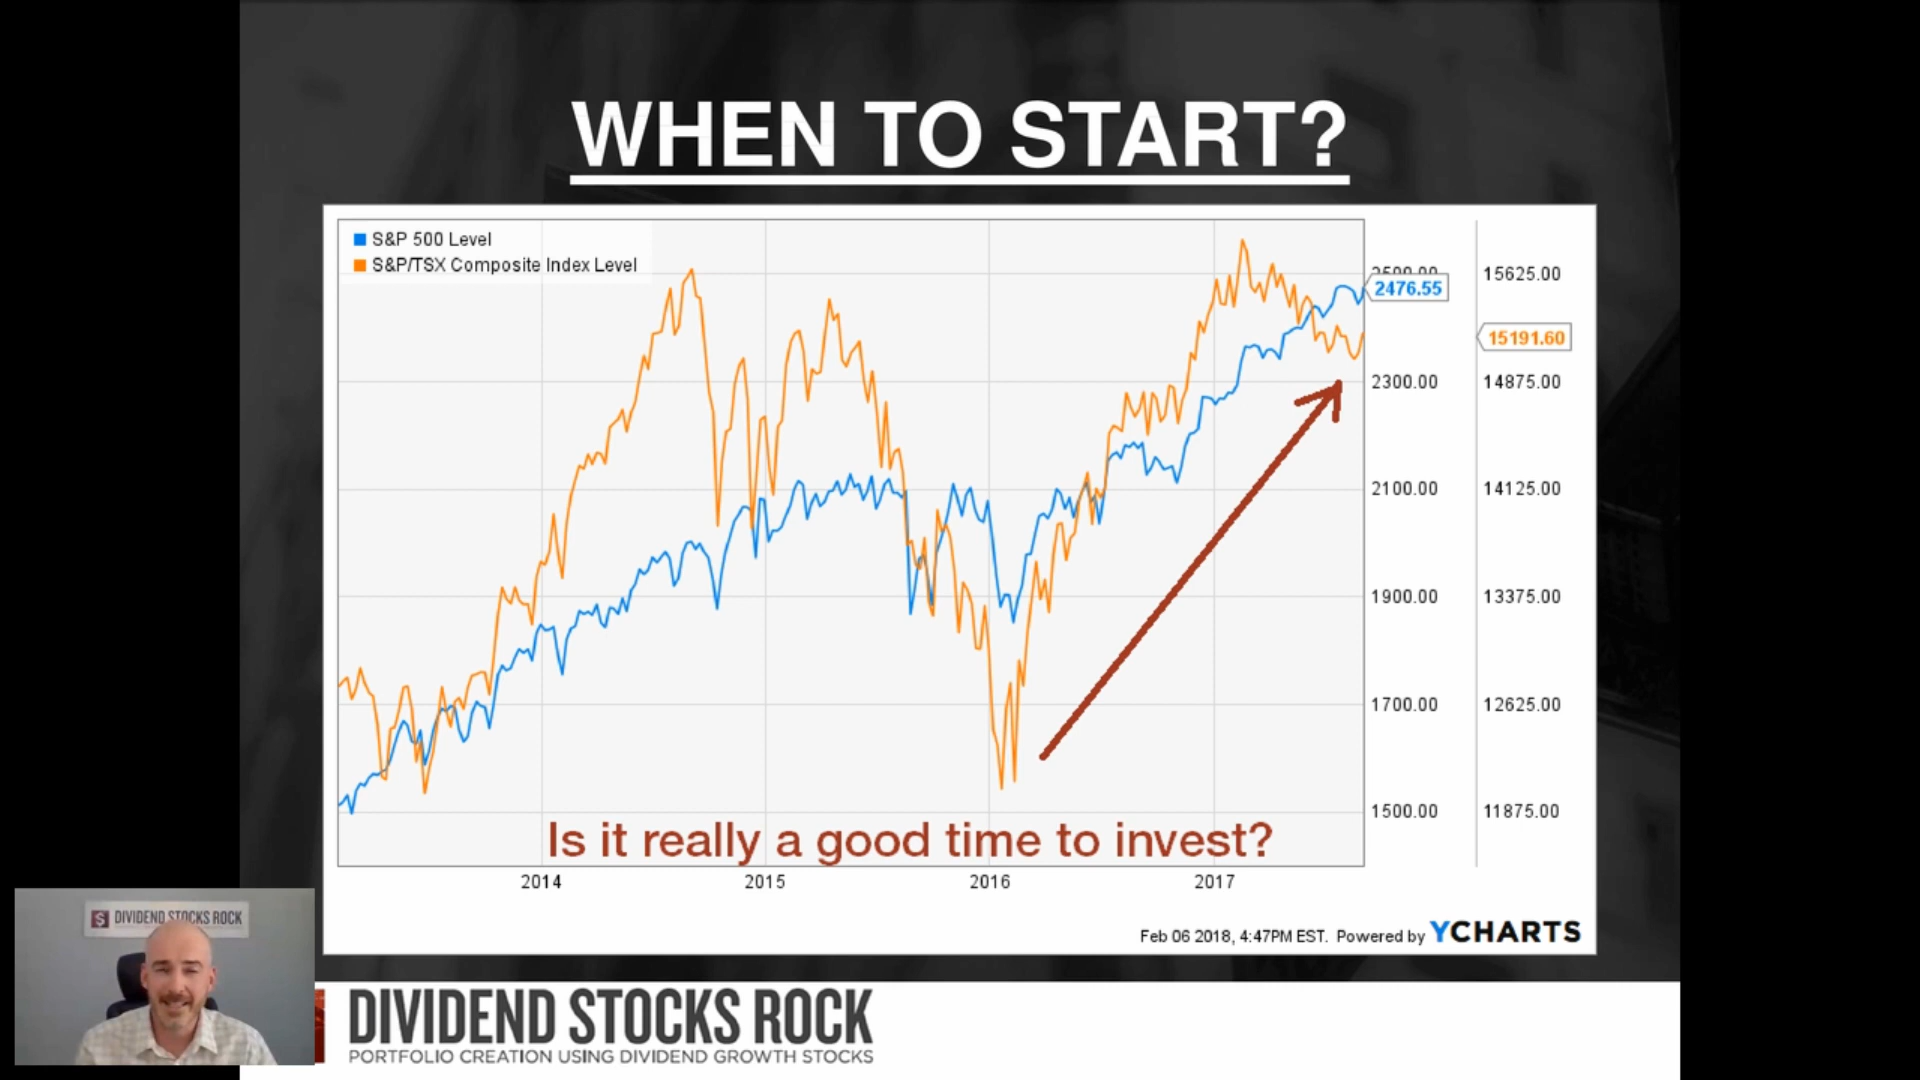 WHEN TO START?
S&P 500 Level
S&P/TSX Composite Index Level
2500.00
2476.55
2300.00
2100.00
1900.00
1700.00
1500.00
15625.00
15191.60
14875.00
14125.00
13375.00
12625.00
11875.00
Is it really a good time to invest?
2014 2015 2016 2017
Feb 06 2018, 4:47PM EST. Powered by YCHARTS
$ DIVIDEND STOCKS ROCK
DIVIDEND STOCKS ROCK
PORTFOLIO CREATION USING DIVIDEND GROWTH STOCKS